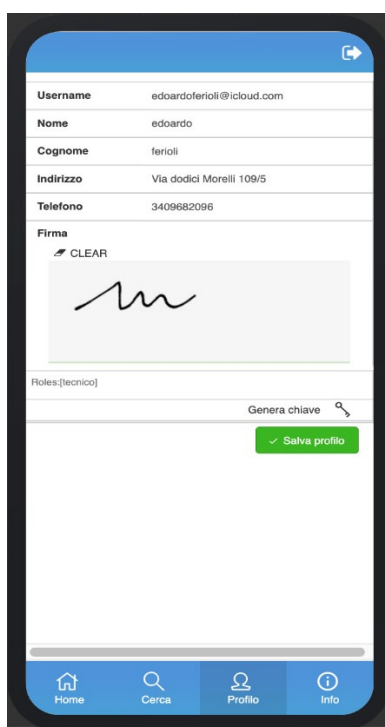 Username edoardoferioli@icloud.com
Nome edoardo
Cognome ferioli
Indirizzo Via dodici Morelli 109/5
Telefono 3409682096
Firma
CLEAR
Roles:[tecnico]
Genera chiave
Salva profilo
Home Cerca Profilo Info